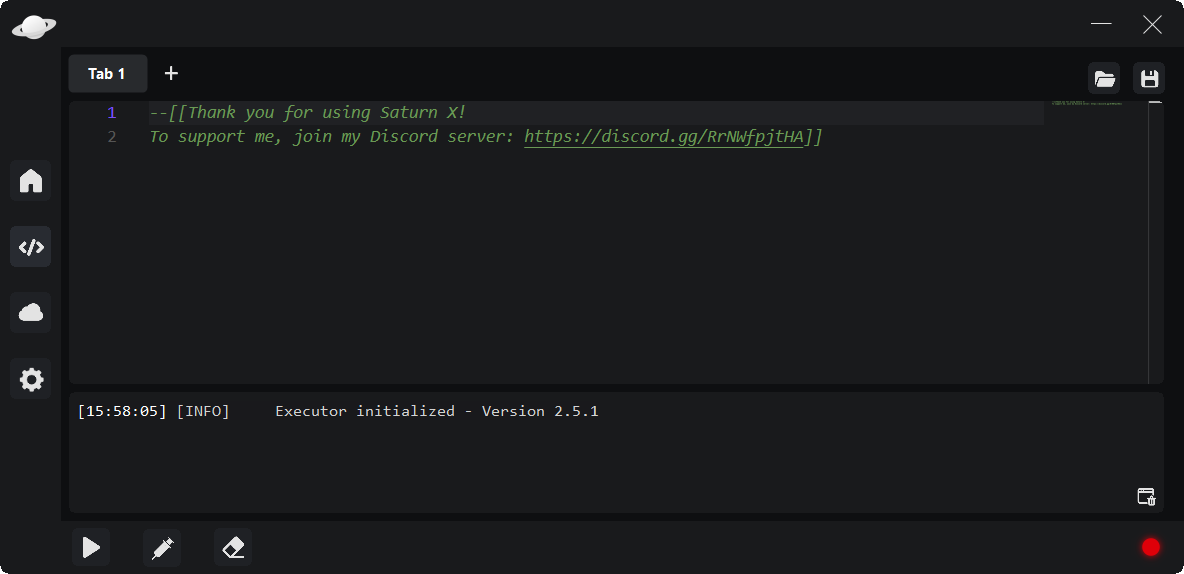 Tab 1 +
1 --[[Thank you for using Saturn X!
2 To support me, join my Discord server: https://discord.gg/RrNWfpjtHA]]
[15:58:05] [INFO] Executor initialized - Version 2.5.1